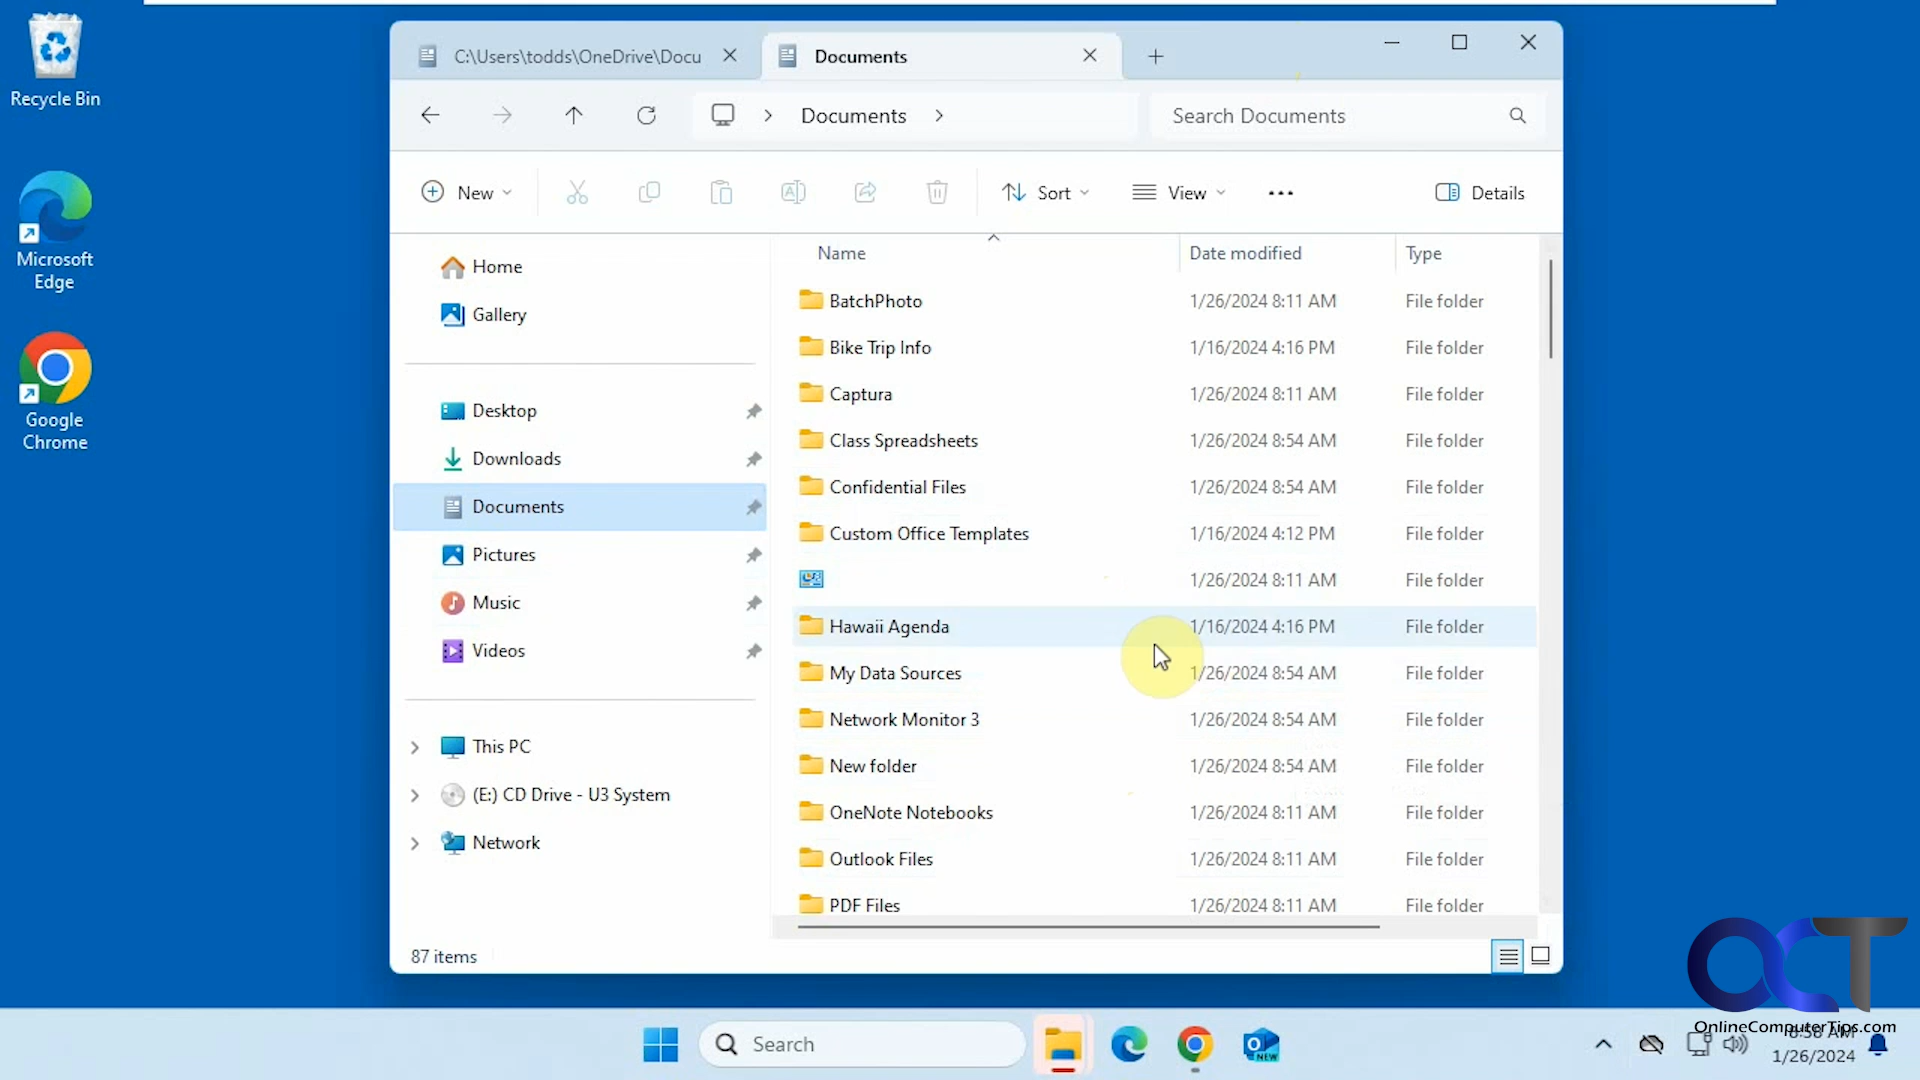 Recycle Bin
Microsoft
Edge
Google
Chrome
C:\Users\todds\OneDrive\Docu
Documents
Documents
Search Documents
New
Sort
View
Details
Home
Gallery
Desktop
Downloads
Documents
Pictures
Music
Videos
This PC
(E:) CD Drive - U3 System
Network
Name Date modified Type
BatchPhoto 1/26/2024 8:11 AM File folder
Bike Trip Info 1/16/2024 4:16 PM File folder
Captura 1/26/2024 8:11 AM File folder
Class Spreadsheets 1/26/2024 8:54 AM File folder
Confidential Files 1/26/2024 8:54 AM File folder
Custom Office Templates 1/16/2024 4:12 PM File folder
1/26/2024 8:11 AM File folder
Hawaii Agenda 1/16/2024 4:16 PM File folder
My Data Sources 1/26/2024 8:54 AM File folder
Network Monitor 3 1/26/2024 8:54 AM File folder
New folder 1/26/2024 8:54 AM File folder
OneNote Notebooks 1/26/2024 8:11 AM File folder
Outlook Files 1/26/2024 8:11 AM File folder
PDF Files 1/26/2024 8:11 AM File folder
87 items
OCT
OnlineComputerTips.com
Search
NEW
8:58 AM
1/26/2024